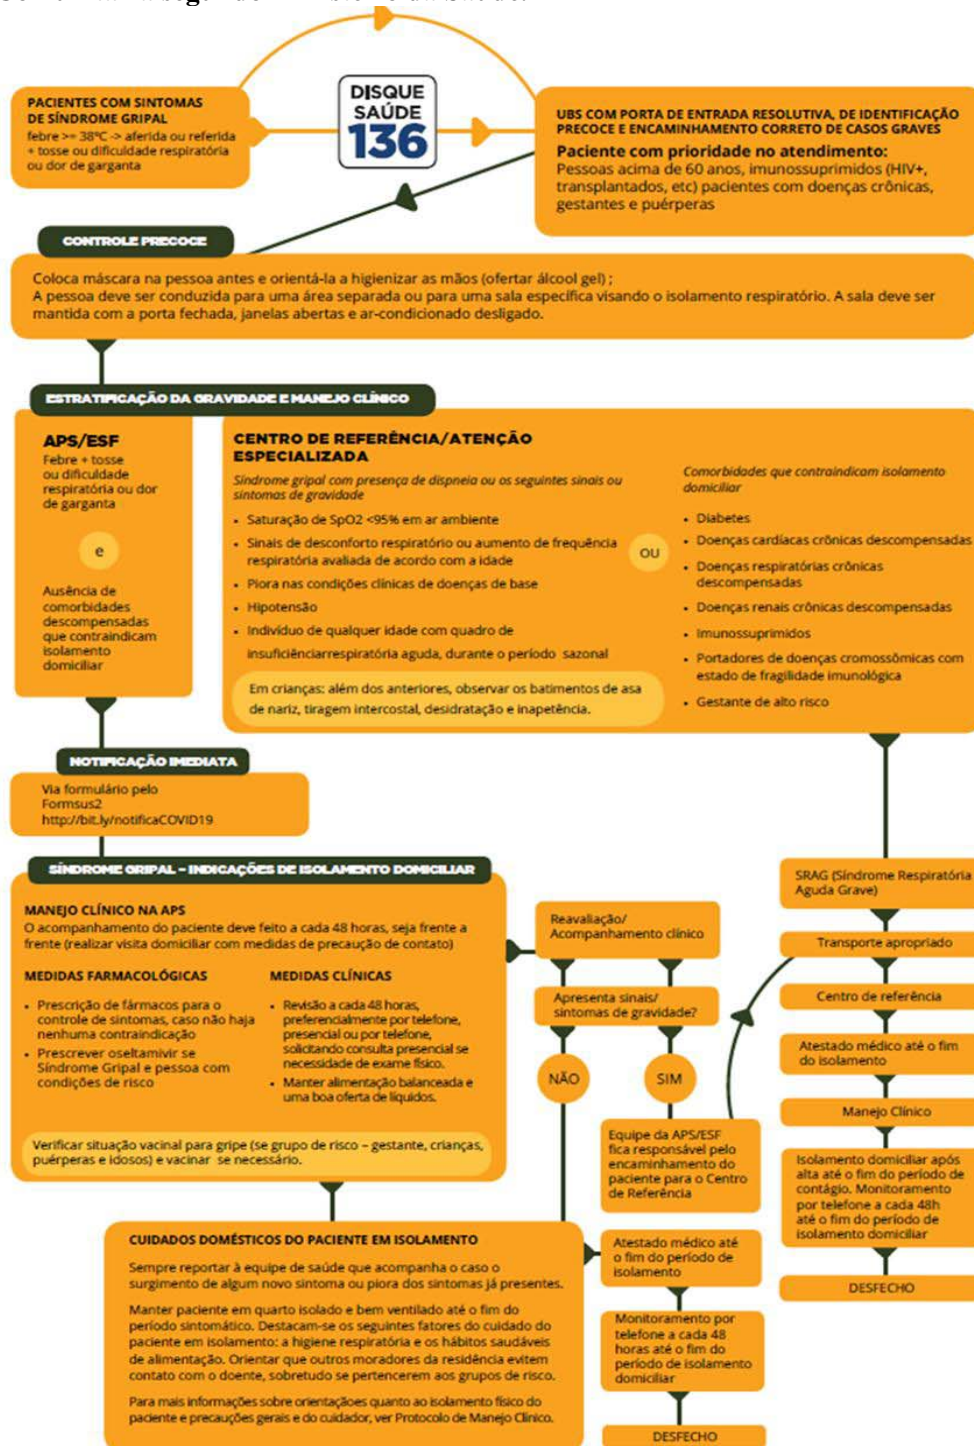 PACIENTES COM SINTOMAS
DE SÍNDROME GRIPAL
febre >= 38ºC -> aferida ou referida
+ tosse ou dificuldade respiratória
ou dor de garganta
DISQUE
SAÚDE
136
UBS COM PORTA DE ENTRADA RESOLUTIVA, DE IDENTIFICAÇÃO
PRECOCE E ENCAMINHAMENTO CORRETO DE CASOS GRAVES
Paciente com prioridade no atendimento:
Pessoas acima de 60 anos, imunossuprimidos (HIV+,
transplantados, etc) pacientes com doenças crônicas,
gestantes e puérperas
CONTROLE PRECOCE
Coloca máscara na pessoa antes e orientá-la a higienizar as mãos (ofertar álcool gel) ;
A pessoa deve ser conduzida para uma área separada ou para uma sala específica visando o isolamento respiratório. A sala deve ser
mantida com a porta fechada, janelas abertas e ar-condicionado desligado.
ESTRATIFICAÇÃO DA GRAVIDADE E MANEJO CLÍNICO
APS/ESF
Febre + tosse
ou dificuldade
respiratória ou dor
de garganta
e
Ausência de
comorbidades
descompensadas
que contraindicam
isolamento
domiciliar
CENTRO DE REFERÊNCIA/ATENÇÃO
ESPECIALIZADA
Síndrome gripal com presença de dispneia ou os seguintes sinais ou
sintomas de gravidade
• Saturação de SpO2 <95% em ar ambiente
• Sinais de desconforto respiratório ou aumento de frequência
respiratória avaliada de acordo com a idade
• Piora nas condições clínicas de doenças de base
• Hipotensão
• Indivíduo de qualquer idade com quadro de
insuficiênciarrespiratória aguda, durante o período sazonal
Em crianças: além dos anteriores, observar os batimentos de asa
de nariz, tiragem intercostal, desidratação e inapetência.
OU
Comorbidades que contraindicam isolamento
domiciliar
• Diabetes
• Doenças cardíacas crônicas descompensadas
• Doenças respiratórias crônicas
descompensadas
• Doenças renais crônicas descompensadas
• Imunossuprimidos
• Portadores de doenças cromossômicas com
estado de fragilidade imunológica
• Gestante de alto risco
NOTIFICAÇÃO IMEDIATA
Via formulário pelo
Formsus2
http://bit.ly/notificaCOVID19
SÍNDROME GRIPAL – INDICAÇÕES DE ISOLAMENTO DOMICILIAR
MANEJO CLÍNICO NA APS
O acompanhamento do paciente deve feito a cada 48 horas, seja frente a
frente (realizar visita domiciliar com medidas de precaução de contato)
MEDIDAS FARMACOLÓGICAS
• Prescrição de fármacos para o
controle de sintomas, caso não haja
nenhuma contraindicação
• Prescrever oseltamivir se
Síndrome Gripal e pessoa com
condições de risco
MEDIDAS CLÍNICAS
• Revisão a cada 48 horas,
preferencialmente por telefone,
presencial ou por telefone,
solicitando consulta presencial se
necessidade de exame físico.
• Manter alimentação balanceada e
uma boa oferta de líquidos.
Verificar situação vacinal para gripe (se grupo de risco – gestante, crianças,
puérperas e idosos) e vacinar se necessário.
Reavaliação/
Acompanhamento clínico
Apresenta sinais/
sintomas de gravidade?
NÃO
SIM
Equipe da APS/ESF
fica responsável pelo
encaminhamento do
paciente para o Centro
de Referência
SRAG (Síndrome Respiratória
Aguda Grave)
Transporte apropriado
Centro de referência
Atestado médico até o fim
do isolamento
Manejo Clínico
Isolamento domiciliar após
alta até o fim do período de
contágio. Monitoramento
por telefone a cada 48h
até o fim do período de
isolamento domiciliar
DESFECHO
CUIDADOS DOMÉSTICOS DO PACIENTE EM ISOLAMENTO
Sempre reportar à equipe de saúde que acompanha o caso o
surgimento de algum novo sintoma ou piora dos sintomas já presentes.
Manter paciente em quarto isolado e bem ventilado até o fim do
período sintomático. Destacam-se os seguintes fatores do cuidado do
paciente em isolamento: a higiene respiratória e os hábitos saudáveis
de alimentação. Orientar que outros moradores da residência evitem
contato com o doente, sobretudo se pertencerem aos grupos de risco.
Para mais informações sobre orientaçãoes quanto ao isolamento físico do
paciente e precauções gerais e do cuidador, ver Protocolo de Manejo Clínico.
Atestado médico até
o fim do período de
isolamento
Monitoramento por
telefone a cada 48
horas até o fim do
período de isolamento
domiciliar
DESFECHO